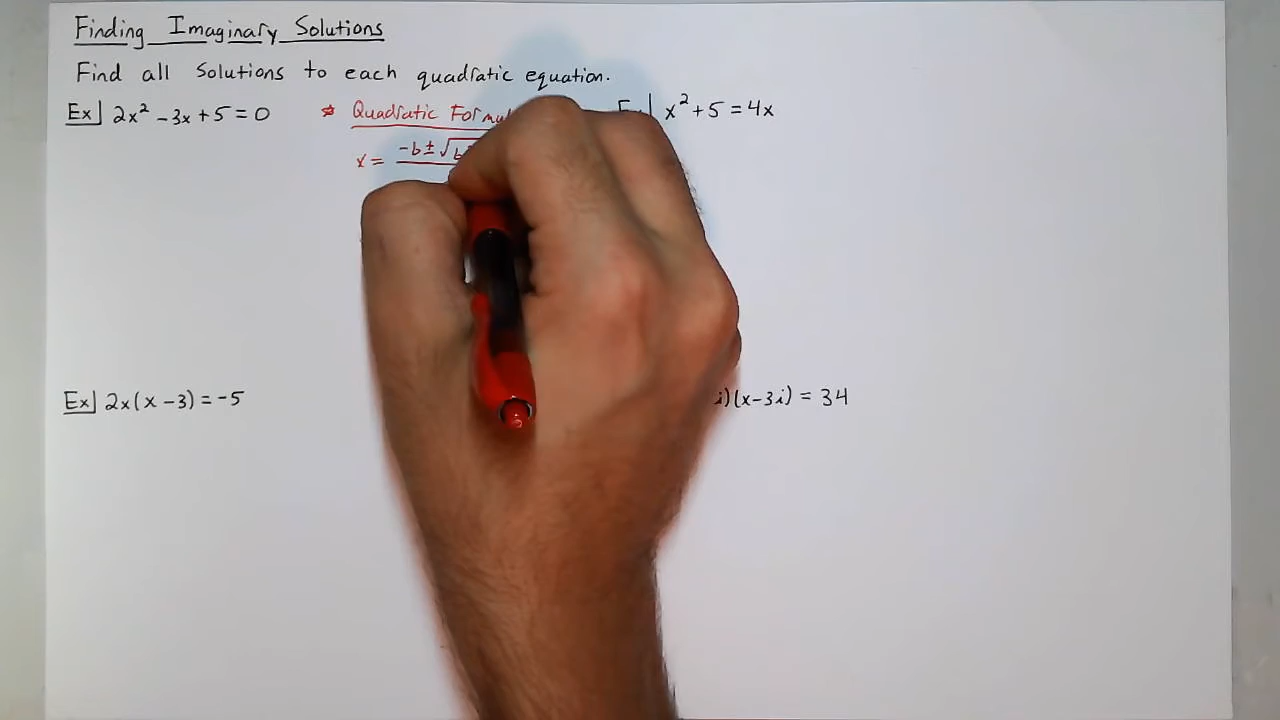 Finding Imaginary Solutions
Find all Solutions to each quadratic equation.
Ex] 2x² - 3x + 5 = 0
* Quadratic
x = -b ± √b
x² + 5 = 4x
Ex] 2x(x - 3) = -5
i)(x - 3i) = 34